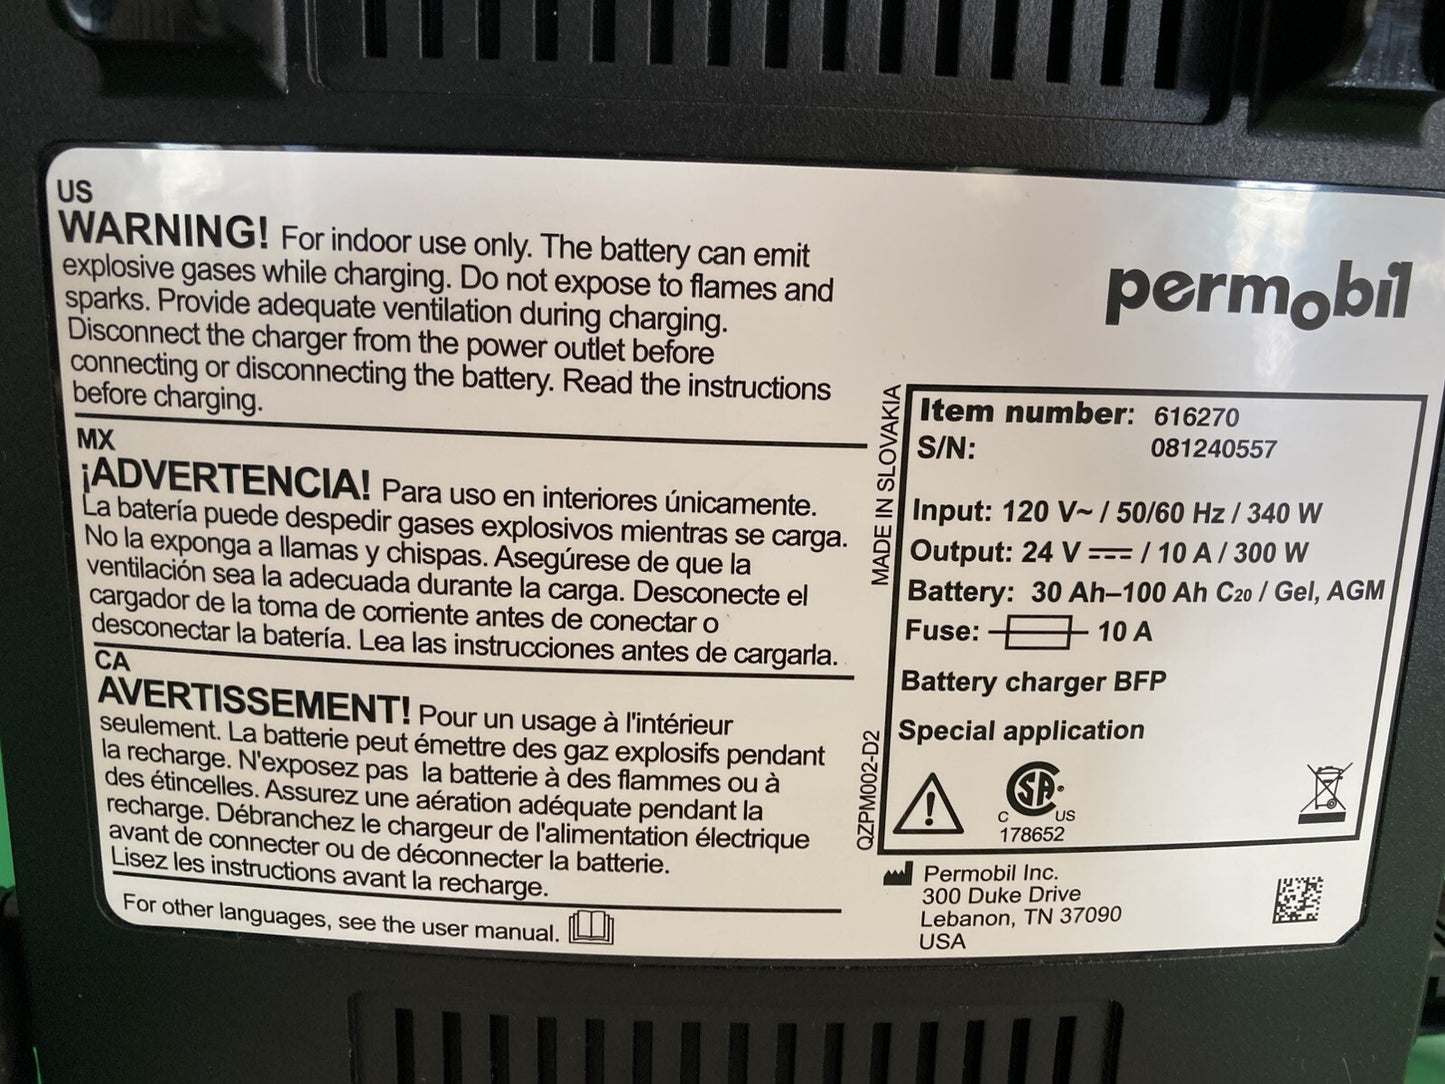 US
WARNING! For indoor use only. The battery can emit
explosive gases while charging. Do not expose to flames and
sparks. Provide adequate ventilation during charging.
Disconnect the charger from the power outlet before
connecting or disconnecting the battery. Read the instructions
before charging.
MX
¡ADVERTENCIA! Para uso en interiores únicamente.
La batería puede despedir gases explosivos mientras se carga.
No la exponga a llamas y chispas. Asegúrese de que la
ventilación sea la adecuada durante la carga. Desconecte el
cargador de la toma de corriente antes de conectar o
desconectar la batería. Lea las instrucciones antes de cargarla.
CA
AVERTISSEMENT! Pour un usage à l'intérieur
seulement. La batterie peut émettre des gaz explosifs pendant
la recharge. N'exposez pas la batterie à des flammes ou à
des étincelles. Assurez une aération adéquate pendant la
recharge. Débranchez le chargeur de l'alimentation électrique
avant de connecter ou de déconnecter la batterie.
Lisez les instructions avant la recharge.
For other languages, see the user manual.
permobil
MADE IN SLOVAKIA
QZPM002-D2
Item number: 616270
S/N: 081240557
Input: 120 V~ / 50/60 Hz / 340 W
Output: 24 V ⎓ / 10 A / 300 W
Battery: 30 Ah–100 Ah C20 / Gel, AGM
Fuse: 10 A
Battery charger BFP
Special application
SA
C US
178652
Permobil Inc.
300 Duke Drive
Lebanon, TN 37090
USA